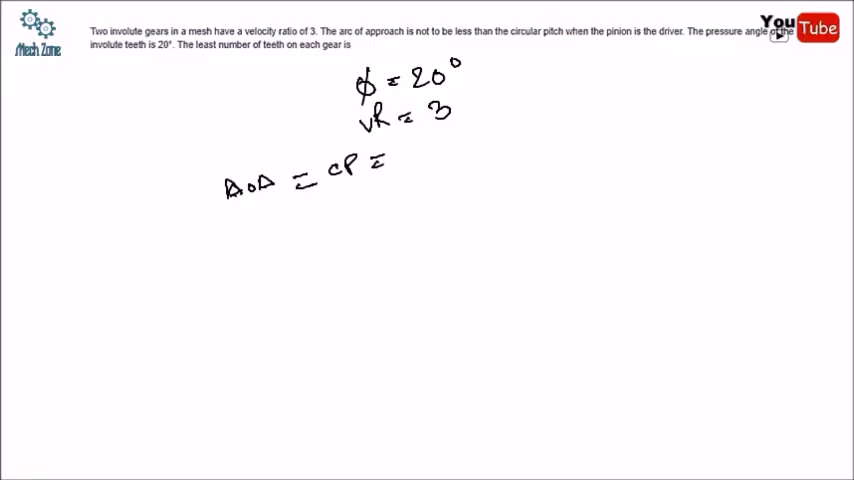 Mech Zone
Two involute gears in a mesh have a velocity ratio of 3. The arc of approach is not to be less than the circular pitch when the pinion is the driver. The pressure angle of the
involute teeth is 20°. The least number of teeth on each gear is
You Tube
φ = 20°
VR = 3
AoA = CP =